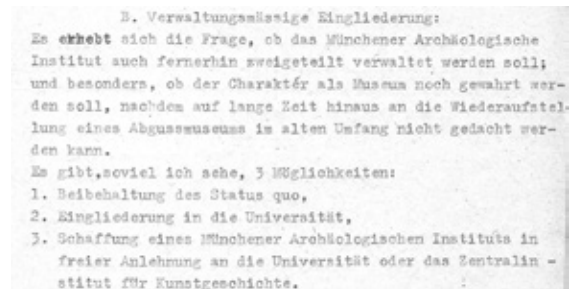 B. Verwaltungsmässige Eingliederung:
Es erhebt sich die Frage, ob das Münchener Archäologische
Institut auch fernerhin zweigeteilt verwaltet werden soll;
und besonders, ob der Charaktér als Museum noch gewahrt wer-
den soll, nachdem auf lange Zeit hinaus an die Wiederaufstel-
lung eines Abgussmuseums im alten Umfang nicht gedacht wer-
den kann.
Es gibt,soviel ich sehe, 3 Möglichkeiten:
1. Beibehaltung des Status quo,
2. Eingliederung in die Universität,
3. Schaffung eines Münchener Archäologischen Instituts in
freier Anlehnung an die Universität oder das Zentralin -
stitut für Kunstgeschichte.